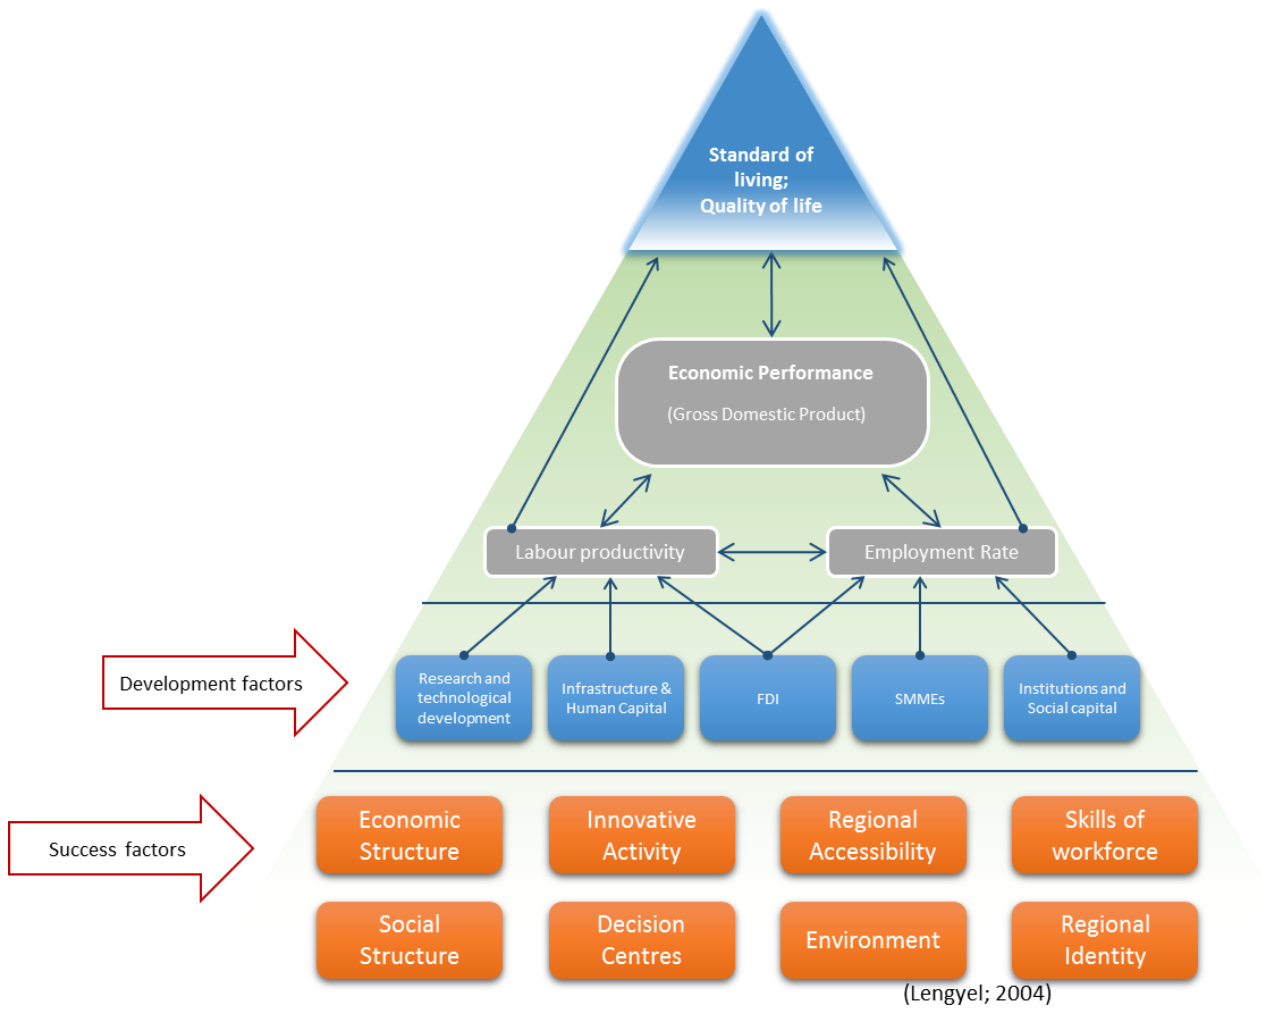 Standard of
living;
Quality of life
Economic Performance
(Gross Domestic Product)
Labour productivity
Employment Rate
Development factors
Research and
technological
development
Infrastructure &
Human Capital
FDI
SMMEs
Institutions and
Social capital
Success factors
Economic
Structure
Innovative
Activity
Regional
Accessibility
Skills of
workforce
Social
Structure
Decision
Centres
Environment
Regional
Identity
(Lengyel; 2004)